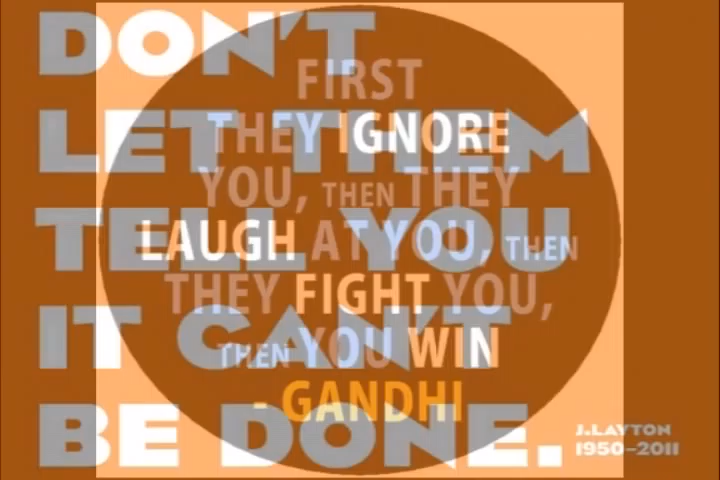 DON'T
LET THEM
TELL YOU
IT CAN'T
BE DONE.
J.LAYTON
1950–2011
FIRST
THEY IGNORE
YOU, THEN THEY
LAUGH AT YOU, THEN
THEY FIGHT YOU,
THEN YOU WIN
- GANDHI